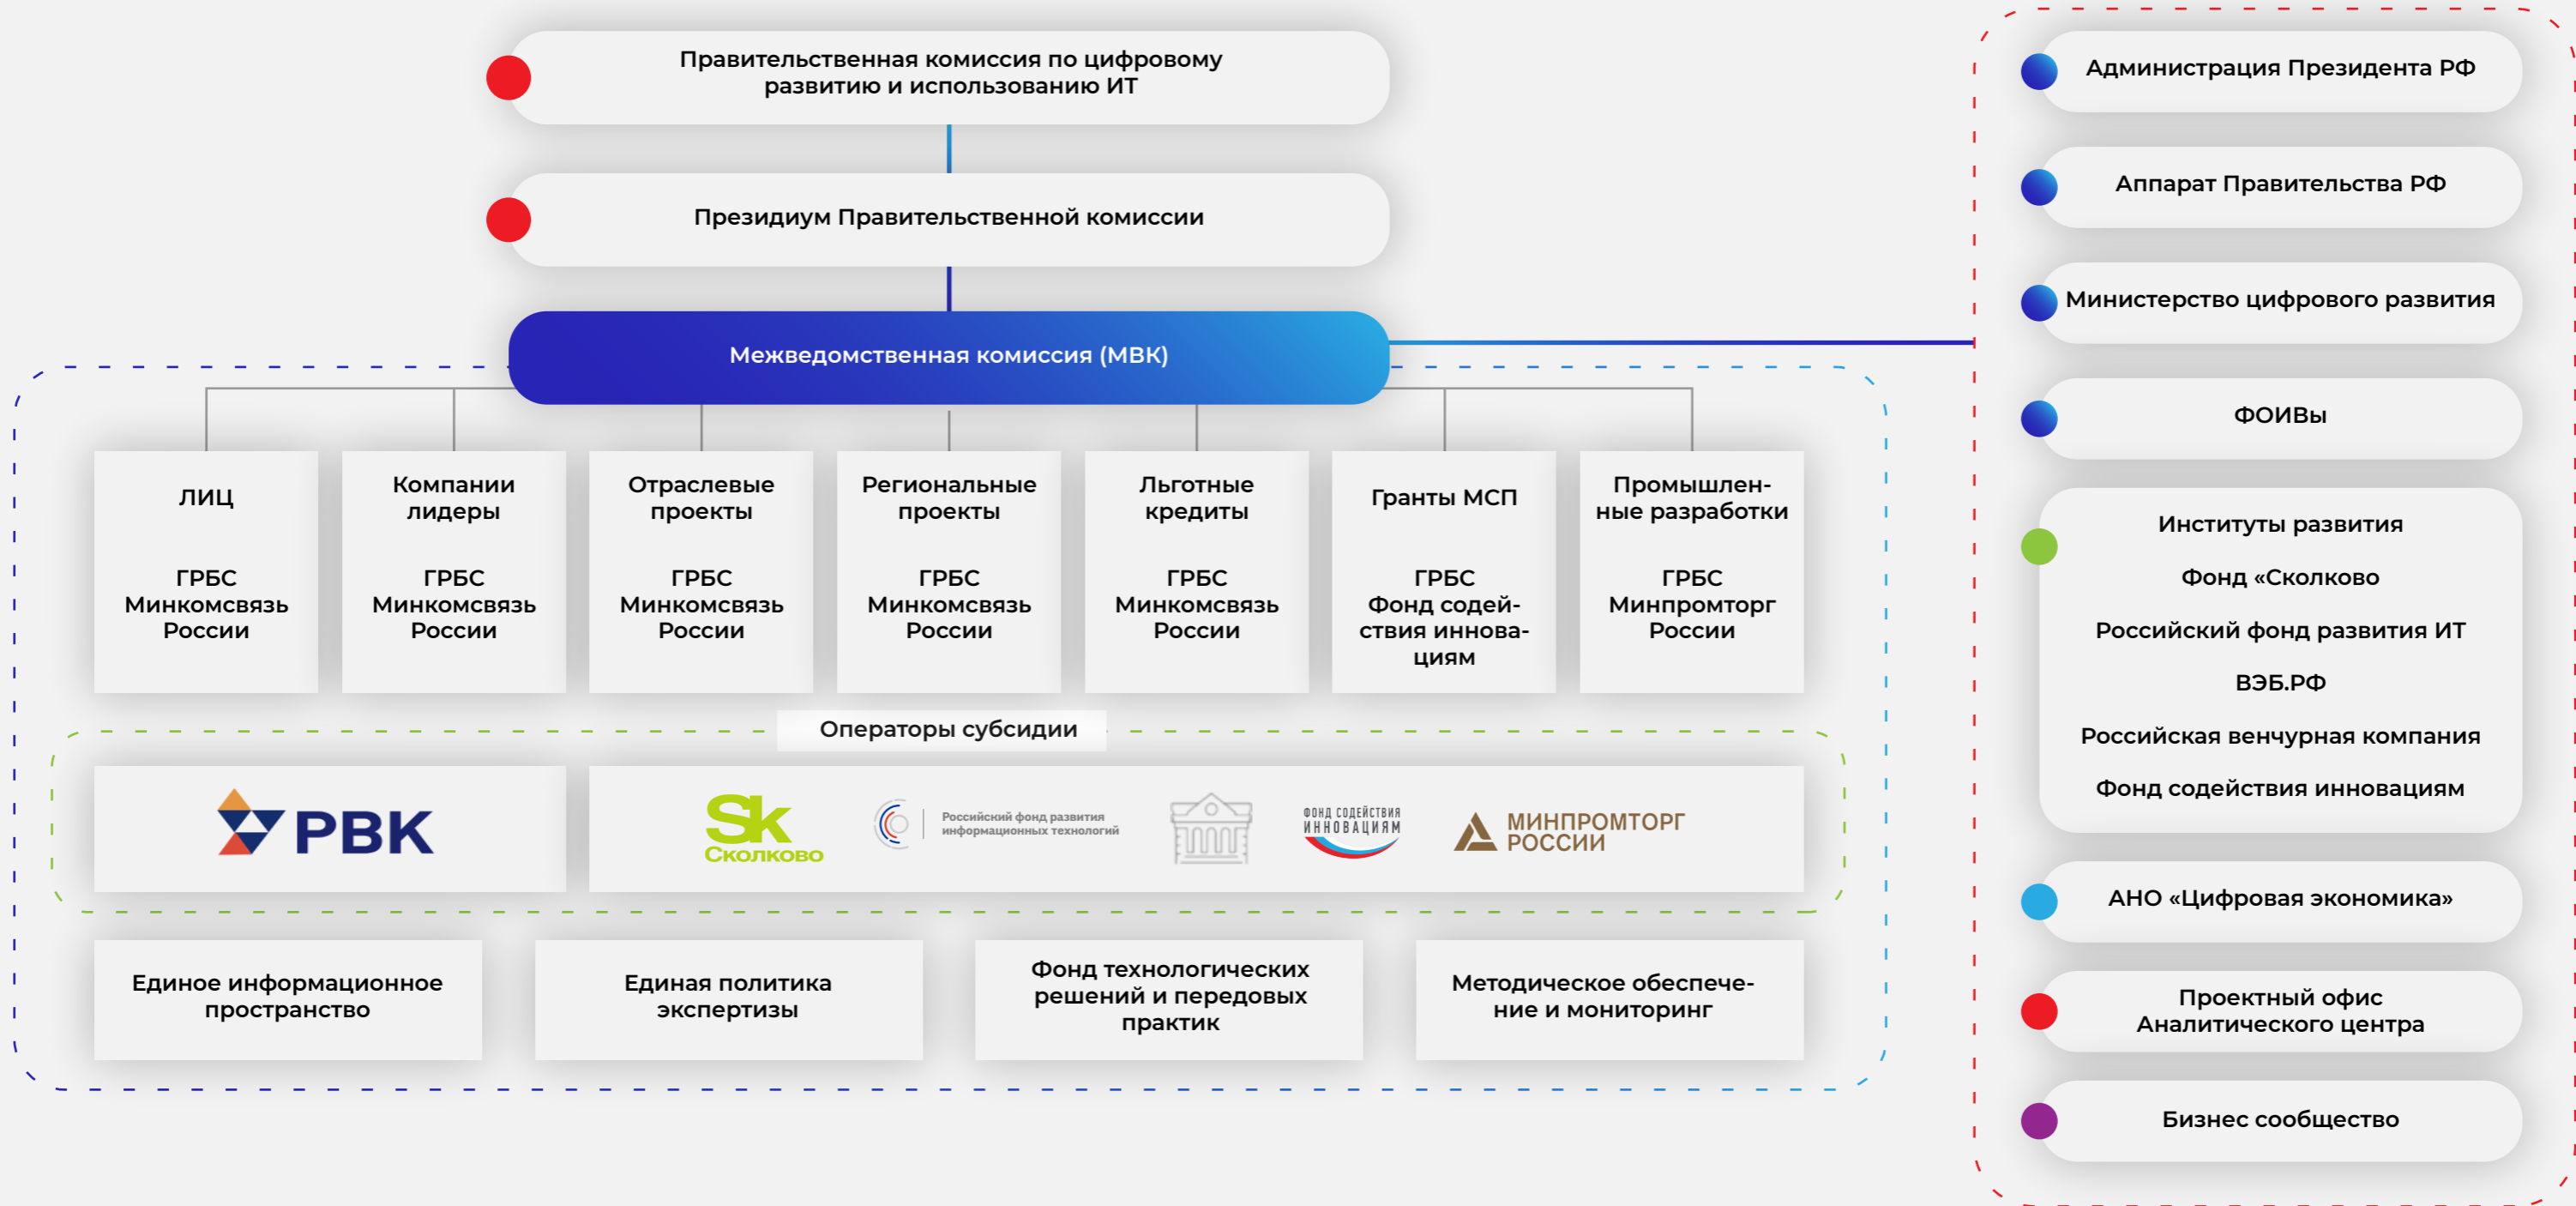 Правительственная комиссия по цифровому
развитию и использованию ИТ
Президиум Правительственной комиссии
Межведомственная комиссия (МВК)
ЛИЦ
ГРБС
Минкомсвязь
России
Компании
лидеры
ГРБС
Минкомсвязь
России
Отраслевые
проекты
ГРБС
Минкомсвязь
России
Региональные
проекты
ГРБС
Минкомсвязь
России
Льготные
кредиты
ГРБС
Минкомсвязь
России
Гранты МСП
ГРБС
Фонд содей-
ствия иннова-
циям
Промышлен-
ные разработки
ГРБС
Минпромторг
России
Операторы субсидии
РВК
Sk
Сколково
Российский фонд развития
информационных технологий
ФОНД СОДЕЙСТВИЯ
ИННОВАЦИЯМ
МИНПРОМТОРГ
РОССИИ
Единое информационное
пространство
Единая политика
экспертизы
Фонд технологических
решений и передовых
практик
Методическое обеспече-
ние и мониторинг
Администрация Президента РФ
Аппарат Правительства РФ
Министерство цифрового развития
ФОИВы
Институты развития
Фонд «Сколково
Российский фонд развития ИТ
ВЭБ.РФ
Российская венчурная компания
Фонд содействия инновациям
АНО «Цифровая экономика»
Проектный офис
Аналитического центра
Бизнес сообщество